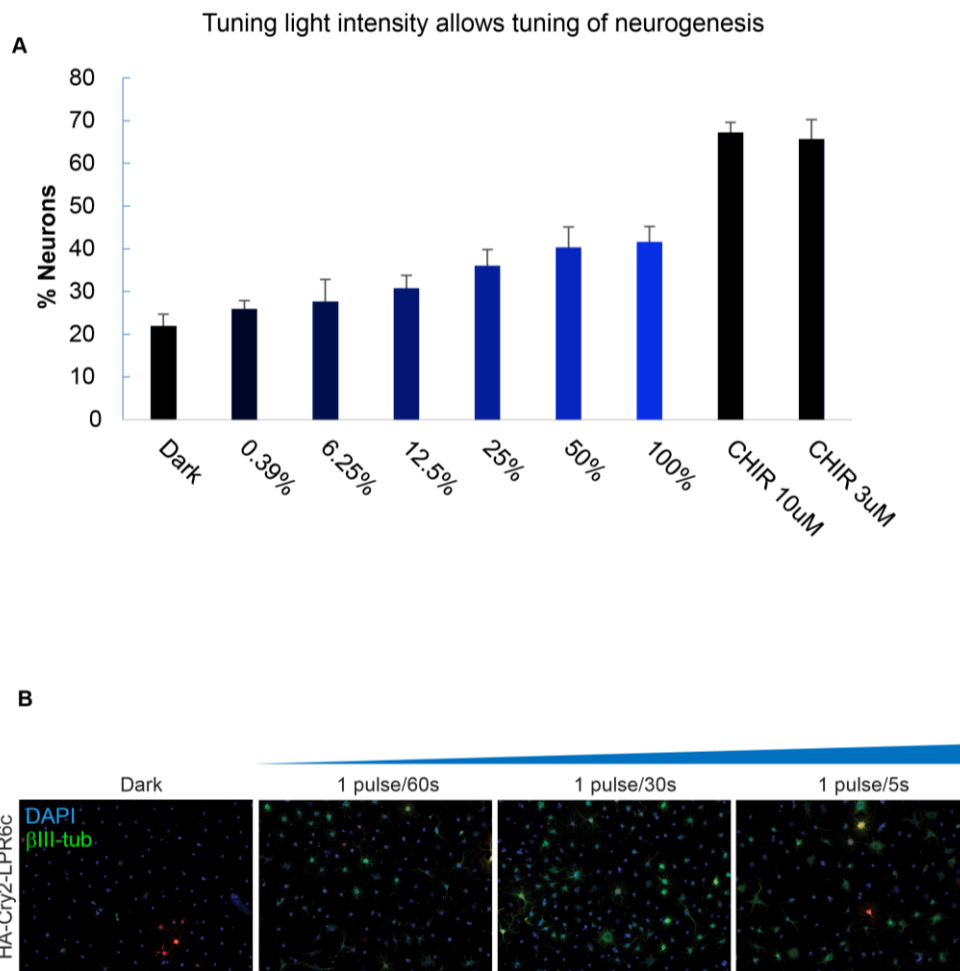 Tuning light intensity allows tuning of neurogenesis
A
80
70
60
50
40
30
20
10
0
% Neurons
Dark
0.39%
6.25%
12.5%
25%
50%
100%
CHIR 10uM
CHIR 3uM
B
Dark
1 pulse/60s
1 pulse/30s
1 pulse/5s
HA-Cry2-LPR6c
DAPI
βIII-tub